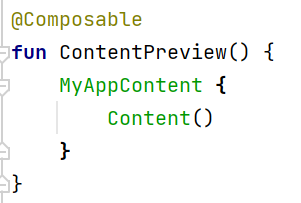 @Composable
fun ContentPreview() {
    MyAppContent {
        Content()
    }
}